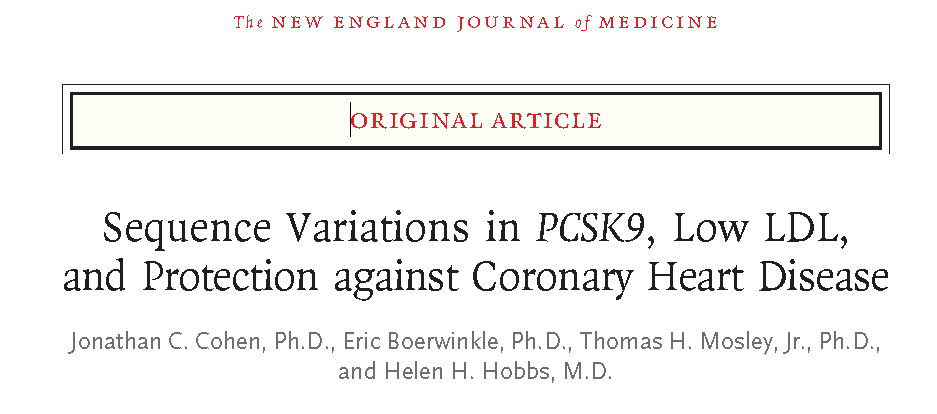 The NEW ENGLAND JOURNAL of MEDICINE
ORIGINAL ARTICLE
Sequence Variations in PCSK9, Low LDL,
and Protection against Coronary Heart Disease
Jonathan C. Cohen, Ph.D., Eric Boerwinkle, Ph.D., Thomas H. Mosley, Jr., Ph.D.,
and Helen H. Hobbs, M.D.